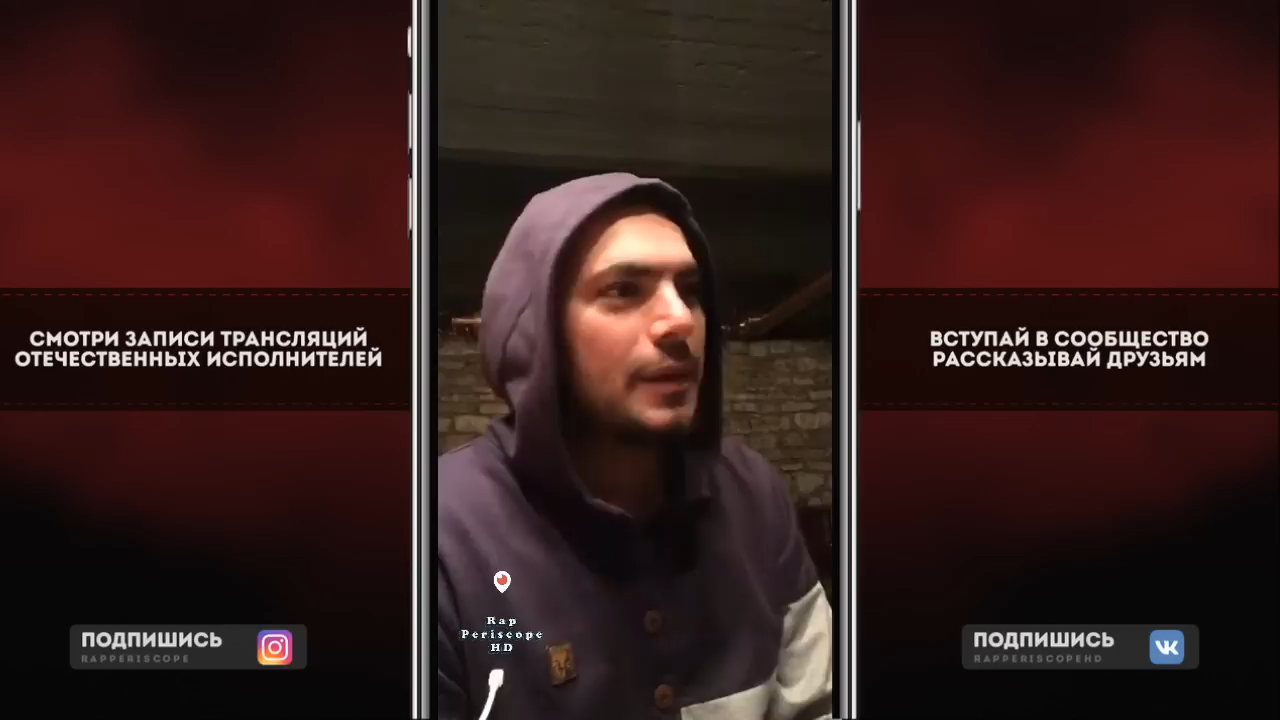 СМОТРИ ЗАПИСИ ТРАНСЛЯЦИЙ
ОТЕЧЕСТВЕННЫХ ИСПОЛНИТЕЛЕЙ
ВСТУПАЙ В СООБЩЕСТВО
РАССКАЗЫВАЙ ДРУЗЬЯМ
Rap
Periscope
HD
ПОДПИШИСЬ
RAPPERISCOPE
ПОДПИШИСЬ
RAPPERISCOPEHD